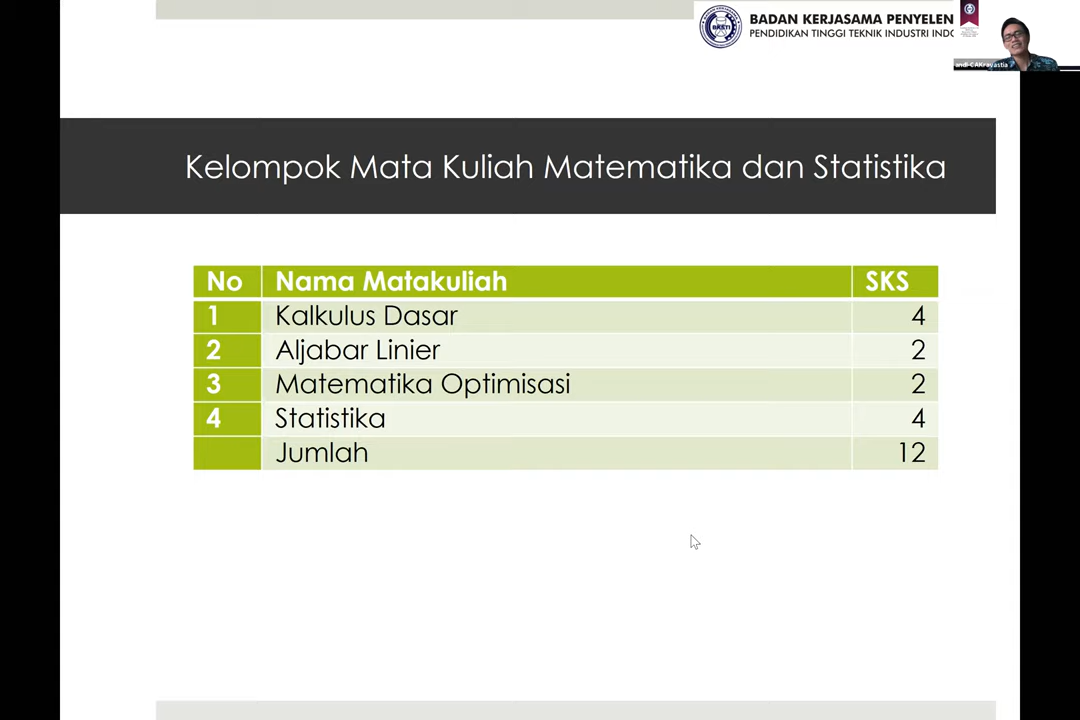 BADAN KERJASAMA PENYELEN
PENDIDIKAN TINGGI TEKNIK INDUSTRI INDO
BKSTI
Kelompok Mata Kuliah Matematika dan Statistika
No Nama Matakuliah SKS
1 Kalkulus Dasar 4
2 Aljabar Linier 2
3 Matematika Optimisasi 2
4 Statistika 4
Jumlah 12